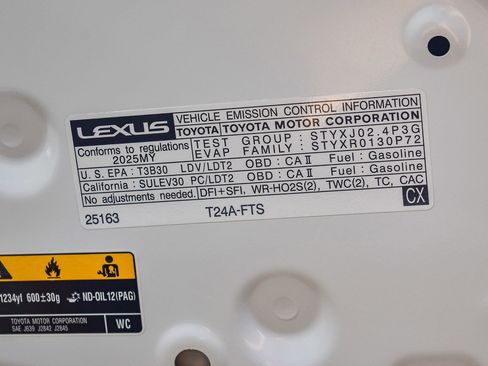 LEXUS
VEHICLE EMISSION CONTROL INFORMATION
TOYOTA TOYOTA MOTOR CORPORATION
Conforms to regulations
2025MY
TEST GROUP: STYXJ02.4P3G
EVAP FAMILY: STYXR0130P72
U.S. EPA : T3B30 LDV/LDT2 OBD : CA II Fuel : Gasoline
California : SULEV30 PC/LDT2 OBD : CA II Fuel : Gasoline
No adjustments needed. DFI+SFI, WR-HO2S(2), TWC(2), TC, CAC
25163 T24A-FTS CX
1234yf 600±30g ND-OIL12(PAG)
TOYOTA MOTOR CORPORATION
SAE J639 J2842 J2845
WC